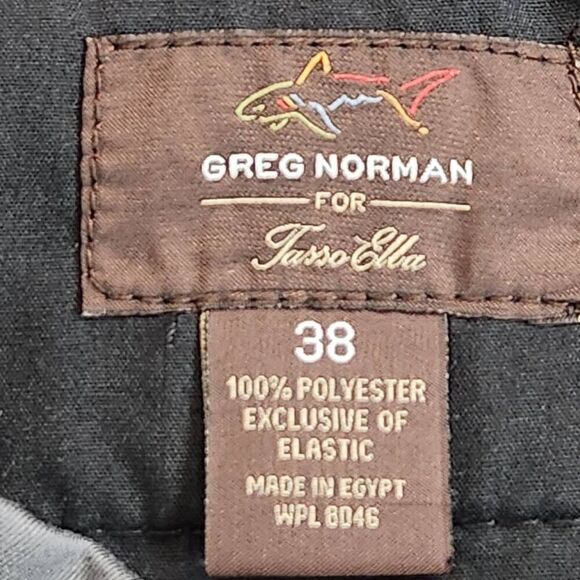 GREG NORMAN
FOR
Tasso Elba
38
100% POLYESTER
EXCLUSIVE OF
ELASTIC
MADE IN EGYPT
WPL 8046